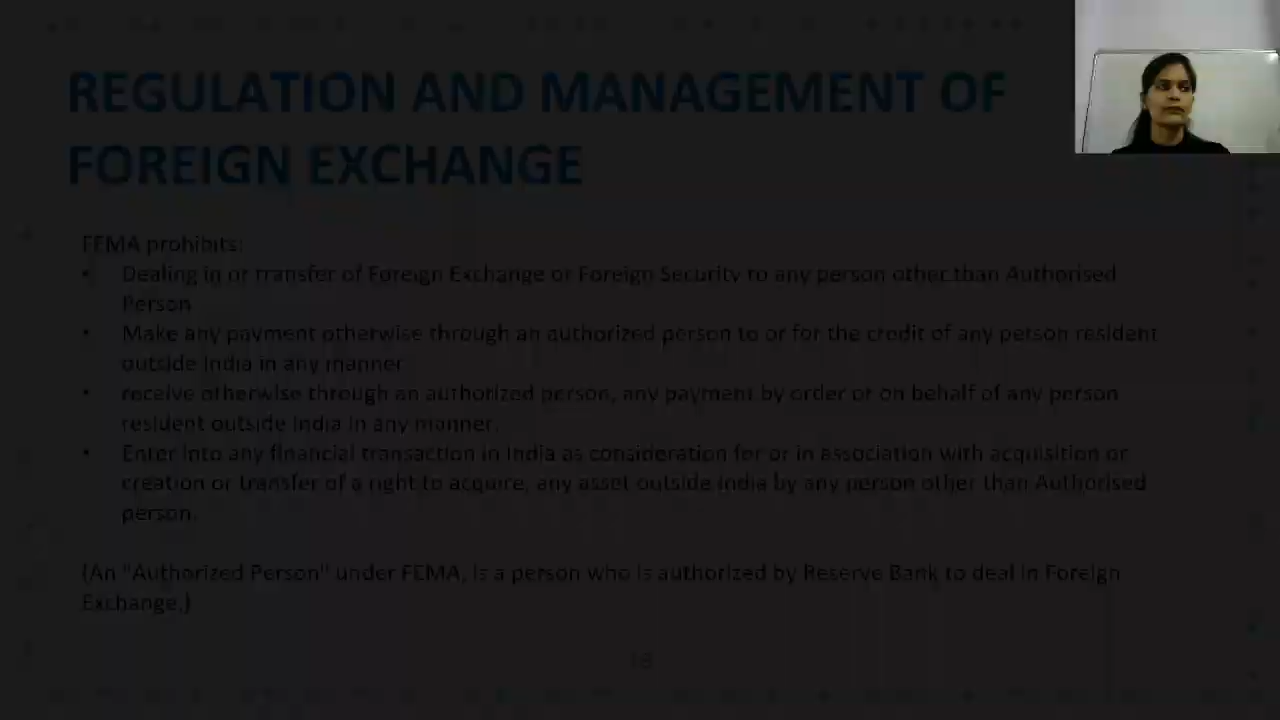 REGULATION AND MANAGEMENT OF
FOREIGN EXCHANGE
FEMA prohibits:
• Dealing in or transfer of Foreign Exchange or Foreign Security to any person other than Authorised
Person
• Make any payment otherwise through an authorized person to or for the credit of any person resident
outside India in any manner
• receive otherwise through an authorized person, any payment by order or on behalf of any person
resident outside India in any manner.
• Enter into any financial transaction in India as consideration for or in association with acquisition or
creation or transfer of a right to acquire, any asset outside India by any person other than Authorised
person.
(An "Authorized Person" under FEMA, is a person who is authorized by Reserve Bank to deal in Foreign
Exchange.)